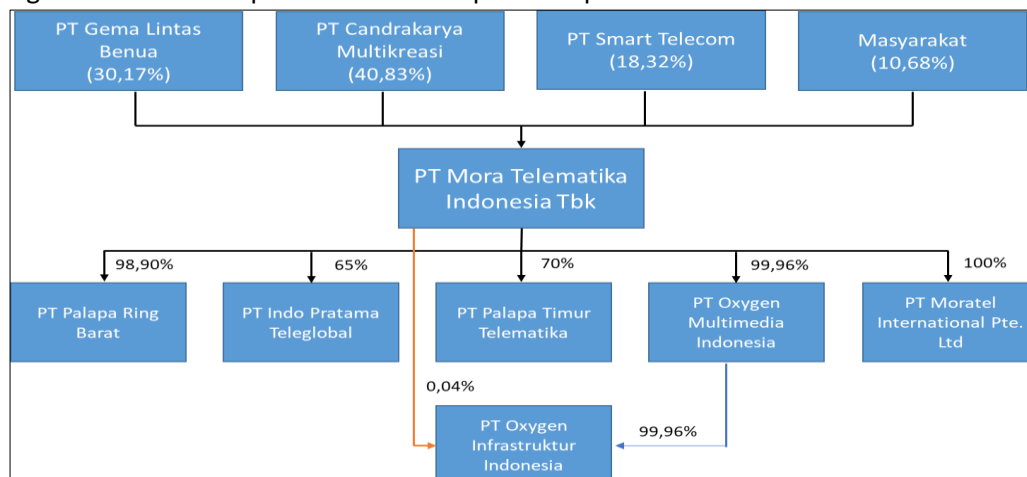 PT Gema Lintas
Benua
(30,17%)
PT Candrakarya
Multikreasi
(40,83%)
PT Smart Telecom
(18,32%)
Masyarakat
(10,68%)
PT Mora Telematika
Indonesia Tbk
98,90%
65%
70%
99,96%
100%
PT Palapa Ring
Barat
PT Indo Pratama
Teleglobal
PT Palapa Timur
Telematika
PT Oxygen
Multimedia
Indonesia
PT Moratel
International Pte.
Ltd
0,04%
PT Oxygen
Infrastruktur
Indonesia
99,96%